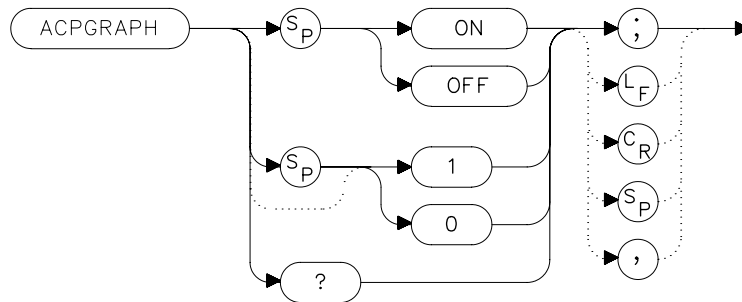 ACPGRAPH SP ON ;
OFF LF
CR
SP 1
SP
0
,
?